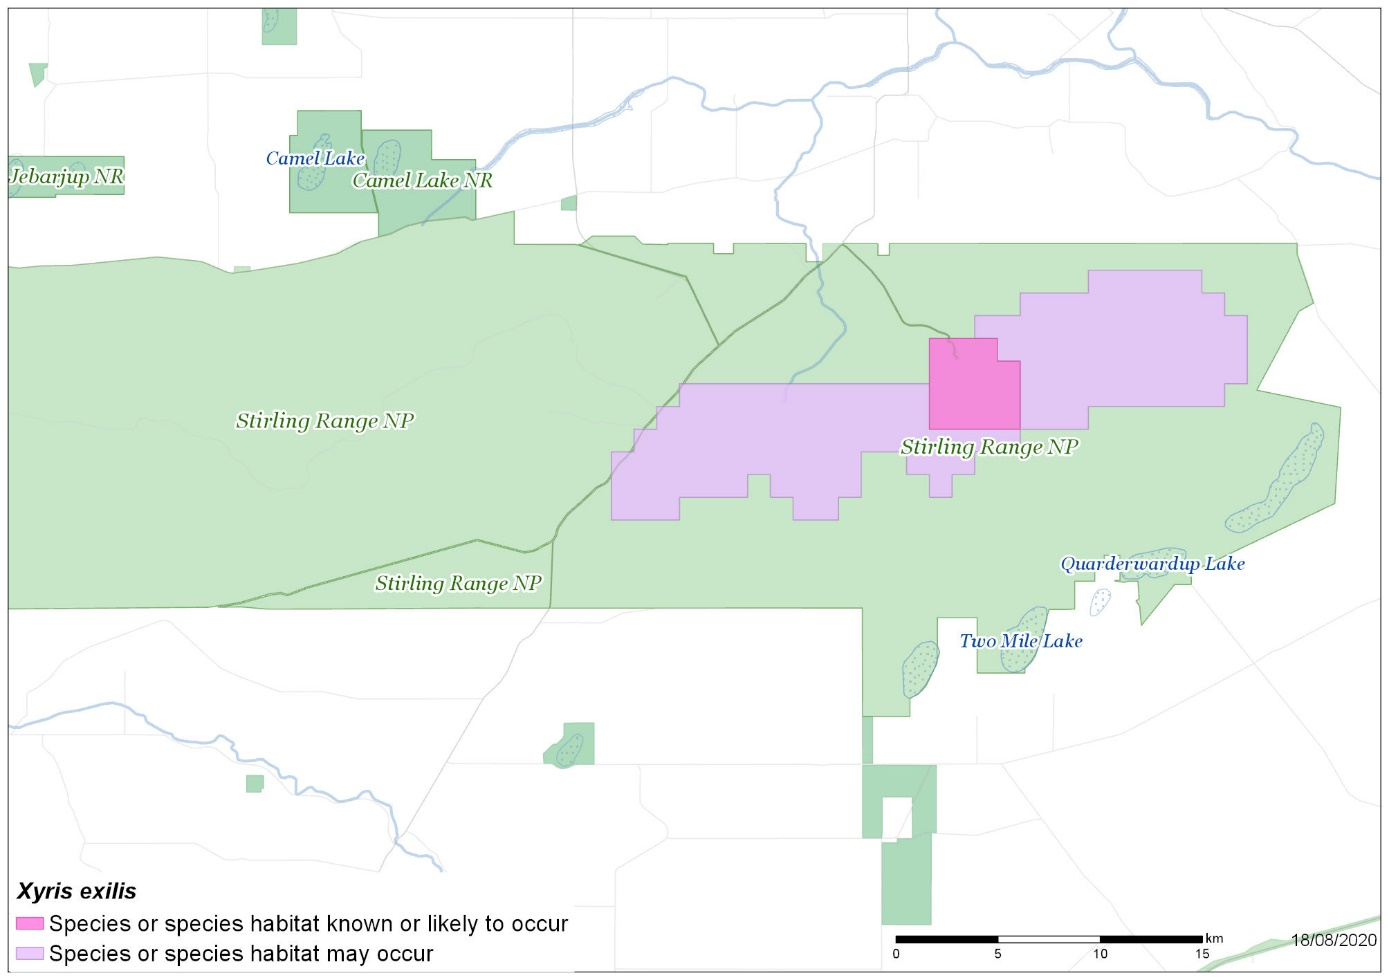 Camel Lake
Jebarjup NR
Camel Lake NR
Stirling Range NP
Stirling Range NP
Quarderwardup Lake
Stirling Range NP
Two Mile Lake
Xyris exilis
Species or species habitat known or likely to occur
Species or species habitat may occur
km
0 5 10 15
18/08/2020